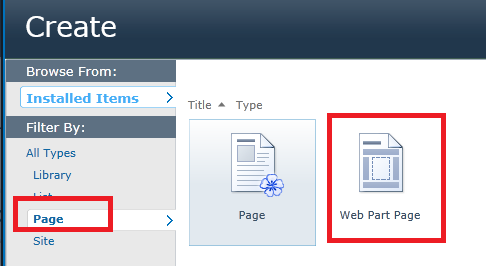 Create
Browse From:
Installed Items
Filter By:
All Types
Library
List
Page
Site
Title Type
Page
Web Part Page